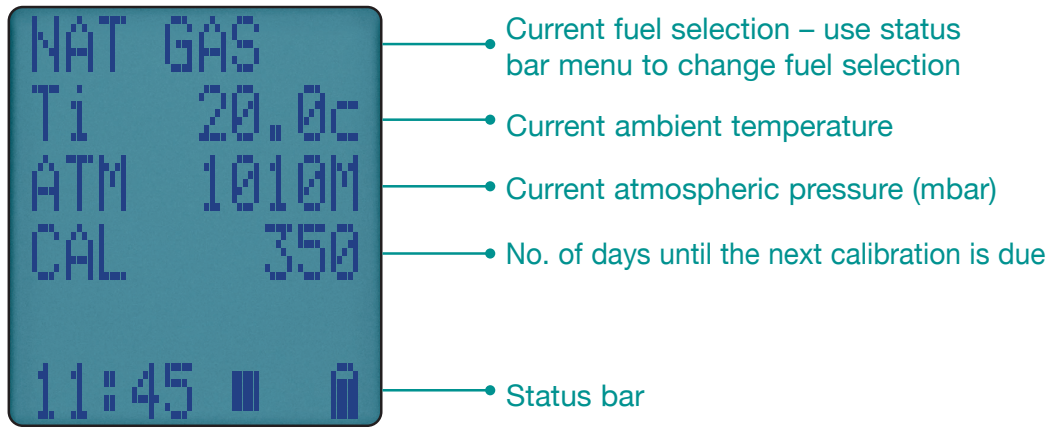 NAT GAS
Current fuel selection – use status
bar menu to change fuel selection
Ti 20.0c
Current ambient temperature
ATM 1010M
Current atmospheric pressure (mbar)
CAL 350
No. of days until the next calibration is due
11:45
Status bar